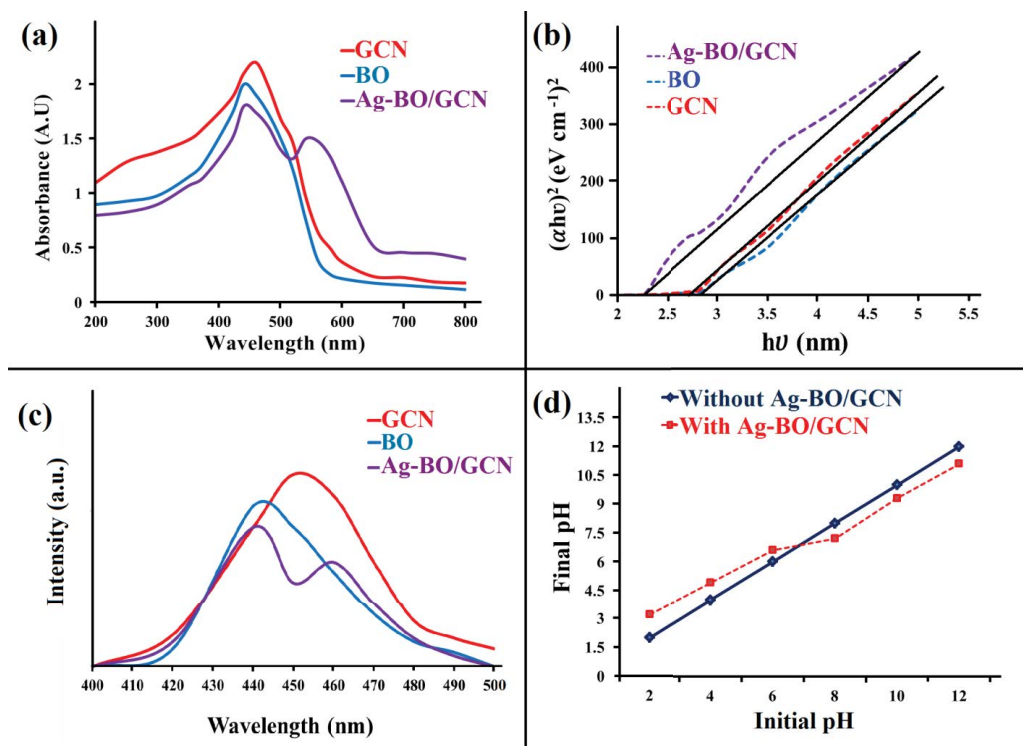 (a)
GCN
BO
Ag-BO/GCN
Absorbance (A.U)
2
1.5
1
0.5
0
200 300 400 500 600 700 800
Wavelength (nm)
(b)
Ag-BO/GCN
BO
GCN
(αhυ)² (eV cm ⁻¹)²
400
300
200
100
0
2 2.5 3 3.5 4 4.5 5 5.5
hυ (nm)
(c)
GCN
BO
Ag-BO/GCN
Intensity (a.u.)
400 410 420 430 440 450 460 470 480 490 500
Wavelength (nm)
(d)
Without Ag-BO/GCN
With Ag-BO/GCN
Final pH
13.5
12
10.5
9
7.5
6
4.5
3
1.5
0
2 4 6 8 10 12
Initial pH